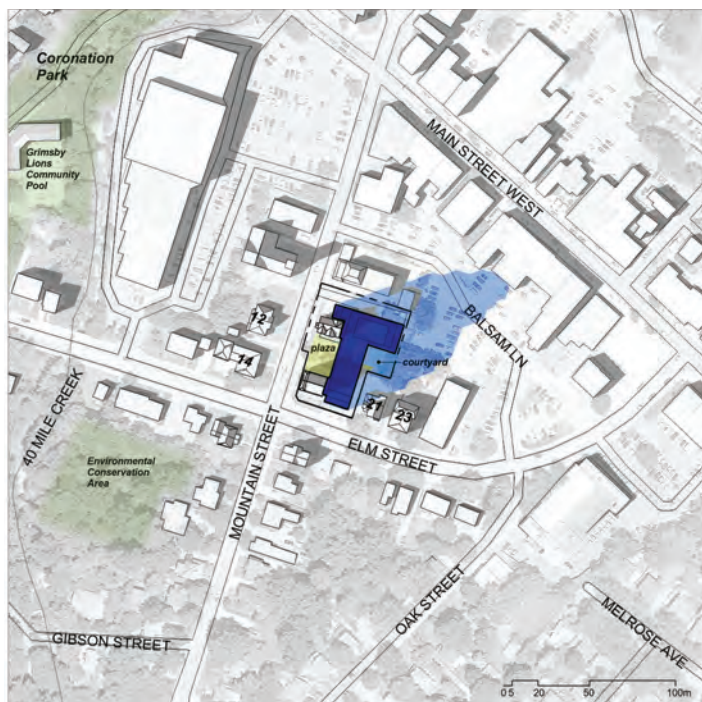 Coronation
Park
Grimsby
Lions
Community
Pool
MAIN STREET WEST
12
14
plaza
BALSAM LN
courtyard
21
23
ELM STREET
40 MILE CREEK
Environmental
Conservation
Area
MOUNTAIN STREET
OAK STREET
GIBSON STREET
MELROSE AVE
0 5 20 50 100m